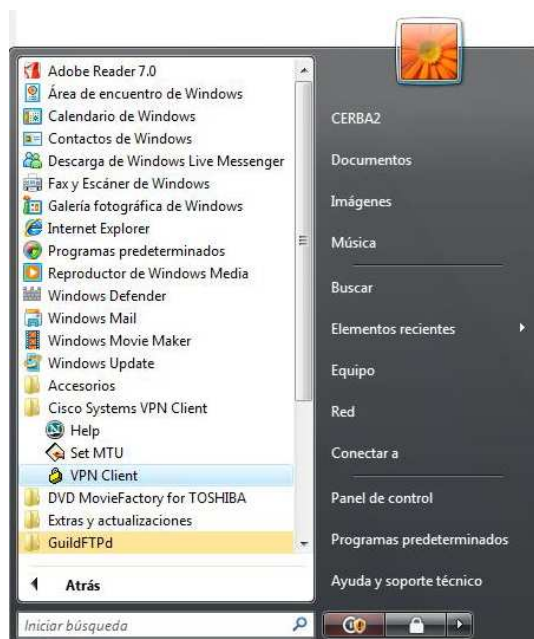 Adobe Reader 7.0
Área de encuentro de Windows
Calendario de Windows
Contactos de Windows
Descarga de Windows Live Messenger
Fax y Escáner de Windows
Galería fotográfica de Windows
Internet Explorer
Programas predeterminados
Reproductor de Windows Media
Windows Defender
Windows Mail
Windows Movie Maker
Windows Update
Accesorios
Cisco Systems VPN Client
Help
Set MTU
VPN Client
DVD MovieFactory for TOSHIBA
Extras y actualizaciones
GuildFTPd
Atrás
Iniciar búsqueda
CERBA2
Documentos
Imágenes
Música
Buscar
Elementos recientes
Equipo
Red
Conectar a
Panel de control
Programas predeterminados
Ayuda y soporte técnico